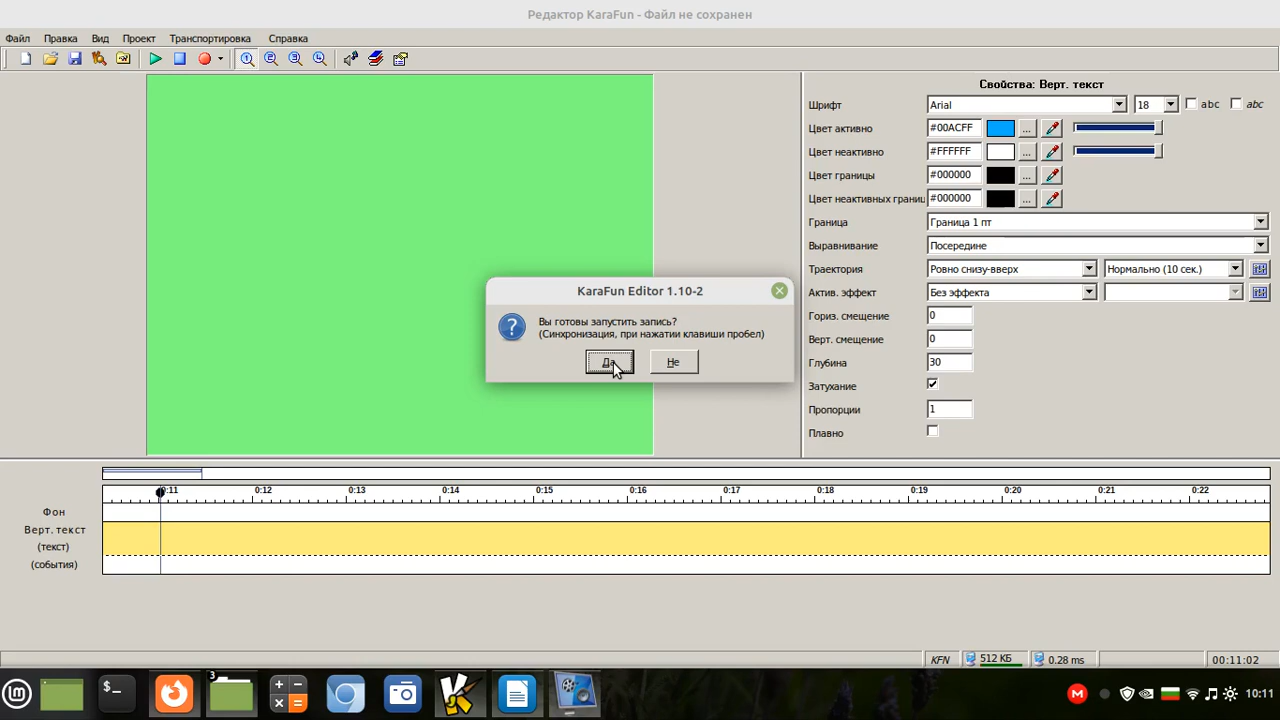 Редактор KaraFun - Файл не сохранен
Файл Правка Вид Проект Транспортировка Справка
Свойства: Верт. текст
Шрифт Arial 18 abc abc
Цвет активно #00ACFF ...
Цвет неактивно #FFFFFF ...
Цвет границы #000000 ...
Цвет неактивных границ #000000 ...
Граница Граница 1 пт
Выравнивание Посередине
Траектория Ровно снизу-вверх Нормально (10 сек.)
Актив. эффект Без эффекта
Гориз. смещение 0
Верт. смещение 0
Глубина 30
Затухание
Пропорции 1
Плавно
KaraFun Editor 1.10-2
Вы готовы запустить запись?
(Синхронизация, при нажатии клавиши пробел)
Да Не
0:11 0:12 0:13 0:14 0:15 0:16 0:17 0:18 0:19 0:20 0:21 0:22
Фон
Верт. текст
(текст)
(события)
KFN 512 КБ 0.28 ms 00:11:02
3
10:11